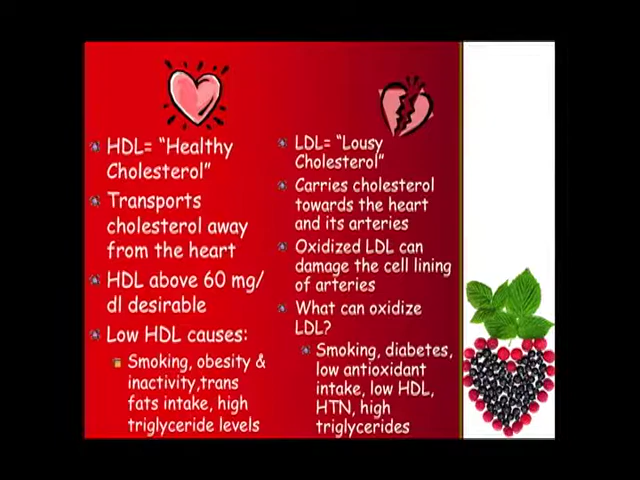 HDL= “Healthy
Cholesterol”
Transports
cholesterol away
from the heart
HDL above 60 mg/
dl desirable
Low HDL causes:
Smoking, obesity &
inactivity,trans
fats intake, high
triglyceride levels
LDL= “Lousy
Cholesterol”
Carries cholesterol
towards the heart
and its arteries
Oxidized LDL can
damage the cell lining
of arteries
What can oxidize
LDL?
Smoking, diabetes,
low antioxidant
intake, low HDL,
HTN, high
triglycerides